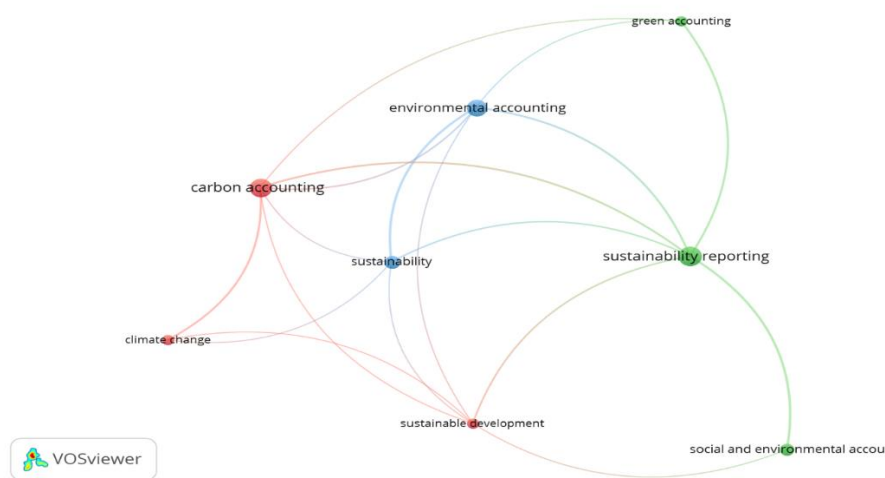 green accounting
environmental accounting
carbon accounting
sustainability reporting
sustainability
climate change
sustainable development
social and environmental accou
VOSviewer